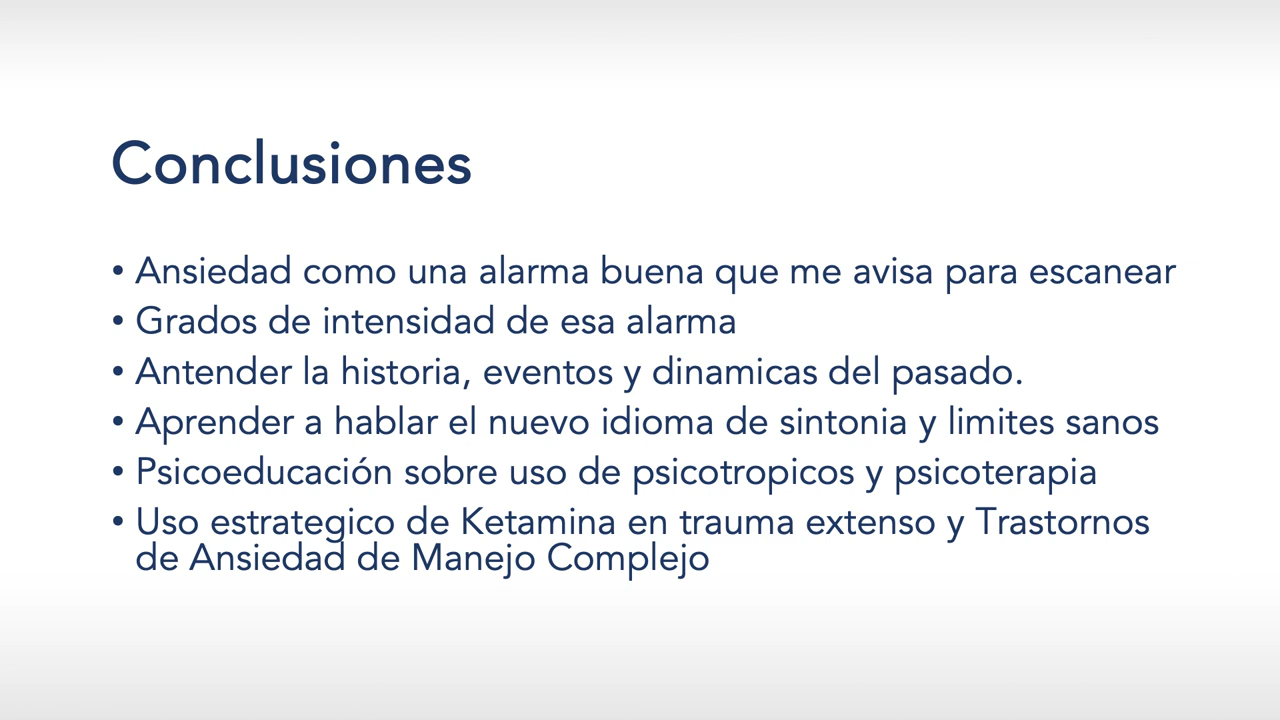 Conclusiones
• Ansiedad como una alarma buena que me avisa para escanear
• Grados de intensidad de esa alarma
• Antender la historia, eventos y dinamicas del pasado.
• Aprender a hablar el nuevo idioma de sintonia y limites sanos
• Psicoeducación sobre uso de psicotropicos y psicoterapia
• Uso estrategico de Ketamina en trauma extenso y Trastornos
de Ansiedad de Manejo Complejo